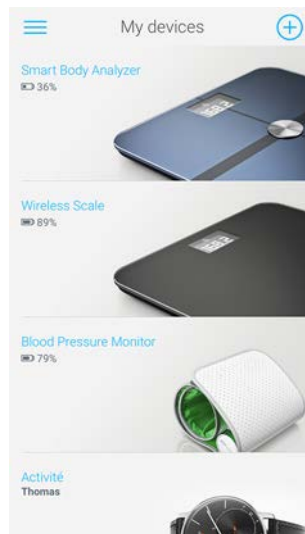 My devices
Smart Body Analyzer
36%
Wireless Scale
89%
Blood Pressure Monitor
79%
Activité
Thomas